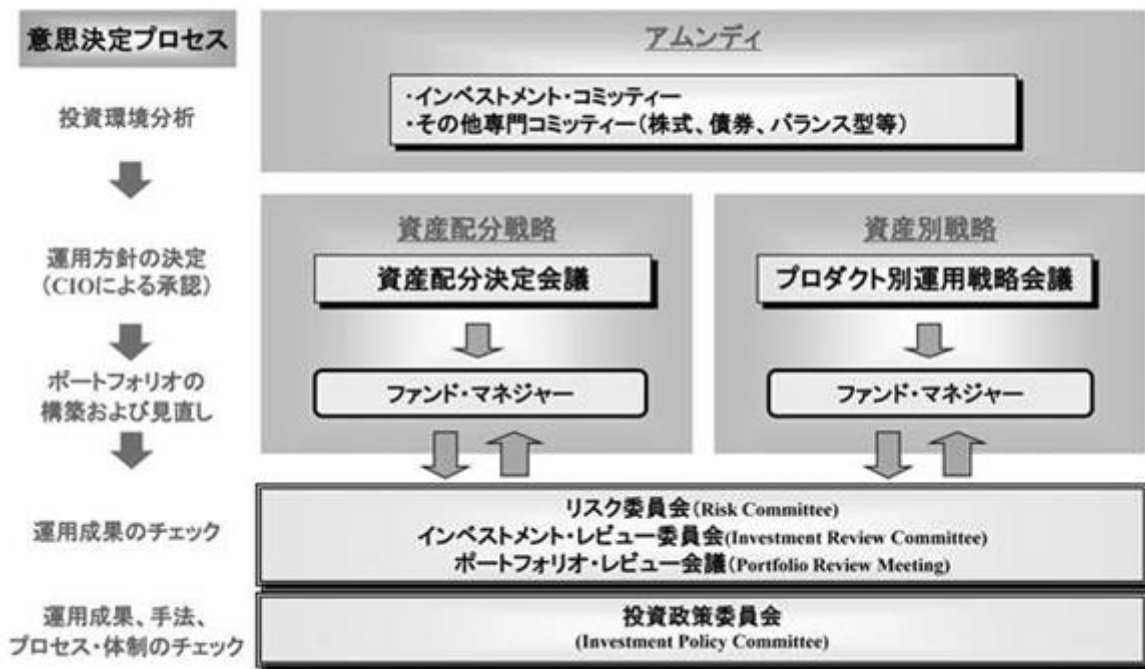 意思決定プロセス
アムンディ
・インベストメント・コミッティー
・その他専門コミッティー(株式、債券、バランス型等)
投資環境分析
資産配分戦略
資産別戦略
運用方針の決定
(CIOによる承認)
資産配分決定会議
プロダクト別運用戦略会議
ポートフォリオの
構築および見直し
ファンド・マネジャー
ファンド・マネジャー
運用成果のチェック
リスク委員会(Risk Committee)
インベストメント・レビュー委員会(Investment Review Committee)
ポートフォリオ・レビュー会議(Portfolio Review Meeting)
運用成果、手法、
プロセス・体制のチェック
投資政策委員会
(Investment Policy Committee)